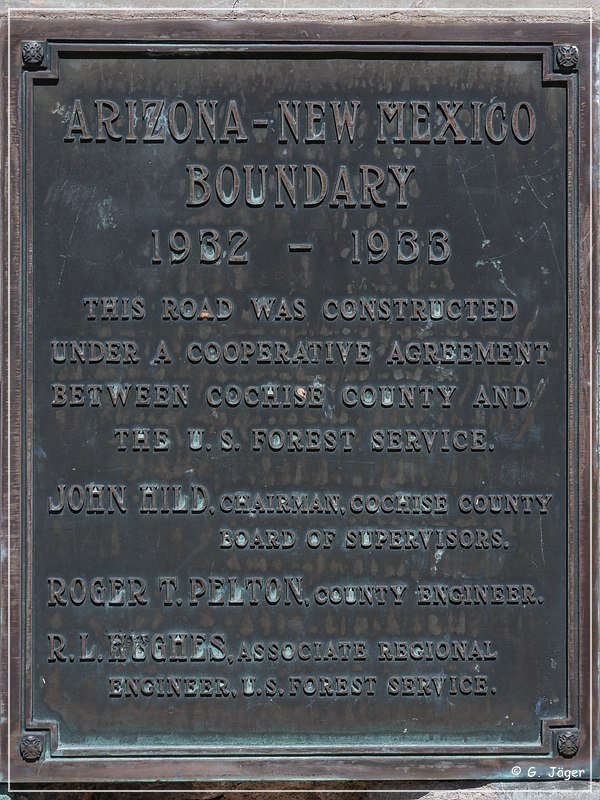 ARIZONA-NEW MEXICO
BOUNDARY
1932 - 1933
THIS ROAD WAS CONSTRUCTED
UNDER A COOPERATIVE AGREEMENT
BETWEEN COCHISE COUNTY AND
THE U.S. FOREST SERVICE.
JOHN HILD, CHAIRMAN, COCHISE COUNTY
BOARD OF SUPERVISORS.
ROGER T. PELTON, COUNTY ENGINEER.
R.L. HUGHES, ASSOCIATE REGIONAL
ENGINEER, U.S. FOREST SERVICE.
© G. Jäger